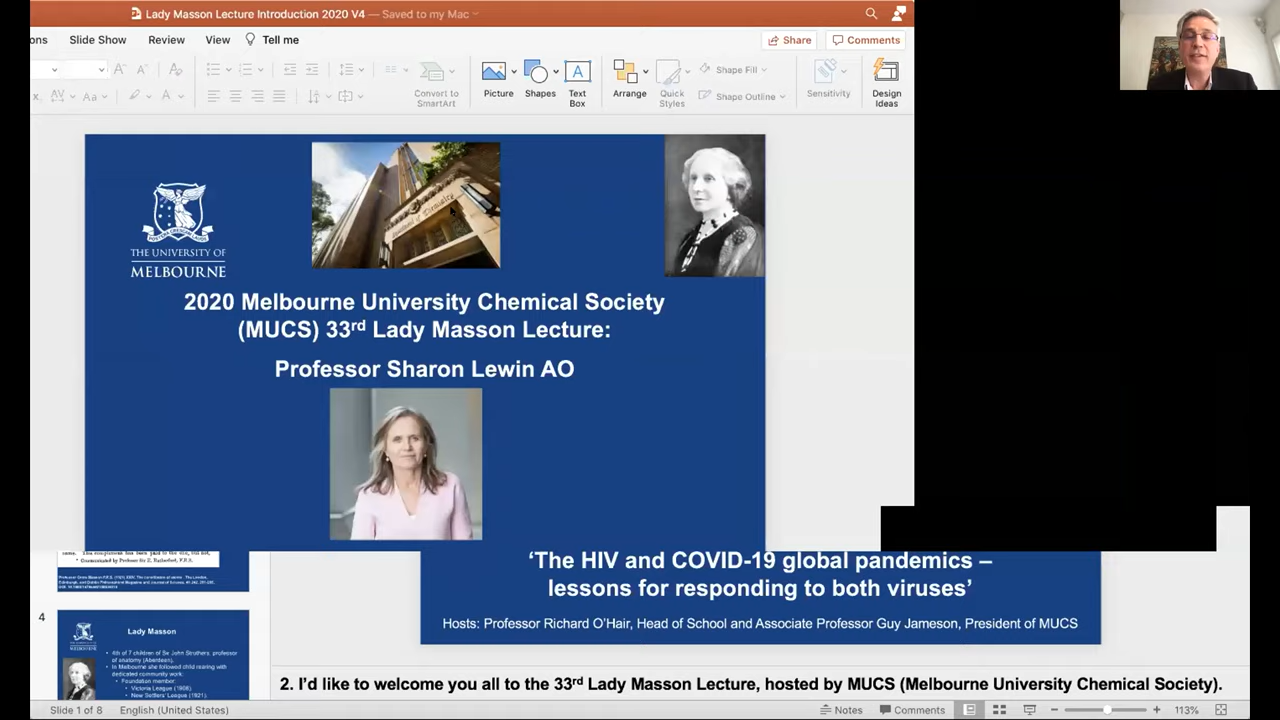 Lady Masson Lecture Introduction 2020 V4 — Saved to my Mac
ons Slide Show Review View Tell me
Share Comments
Convert to
SmartArt
Picture
Shapes
Text
Box
Arrange
Quick
Styles
Shape Fill
Shape Outline
Sensitivity
Design
Ideas
THE UNIVERSITY OF
MELBOURNE
2020 Melbourne University Chemical Society
(MUCS) 33rd Lady Masson Lecture:
Professor Sharon Lewin AO
‘The HIV and COVID-19 global pandemics –
lessons for responding to both viruses’
Hosts: Professor Richard O’Hair, Head of School and Associate Professor Guy Jameson, President of MUCS
4
Lady Masson
4th of 7 children of Sir John Struthers, professor
of anatomy (Aberdeen).
In Melbourne she followed child rearing with
dedicated community work:
Foundation member:
Victoria League (1908).
New Settlers' League (1921).
2. I’d like to welcome you all to the 33rd Lady Masson Lecture, hosted by MUCS (Melbourne University Chemical Society).
Slide 1 of 8 English (United States)
Notes Comments 113%